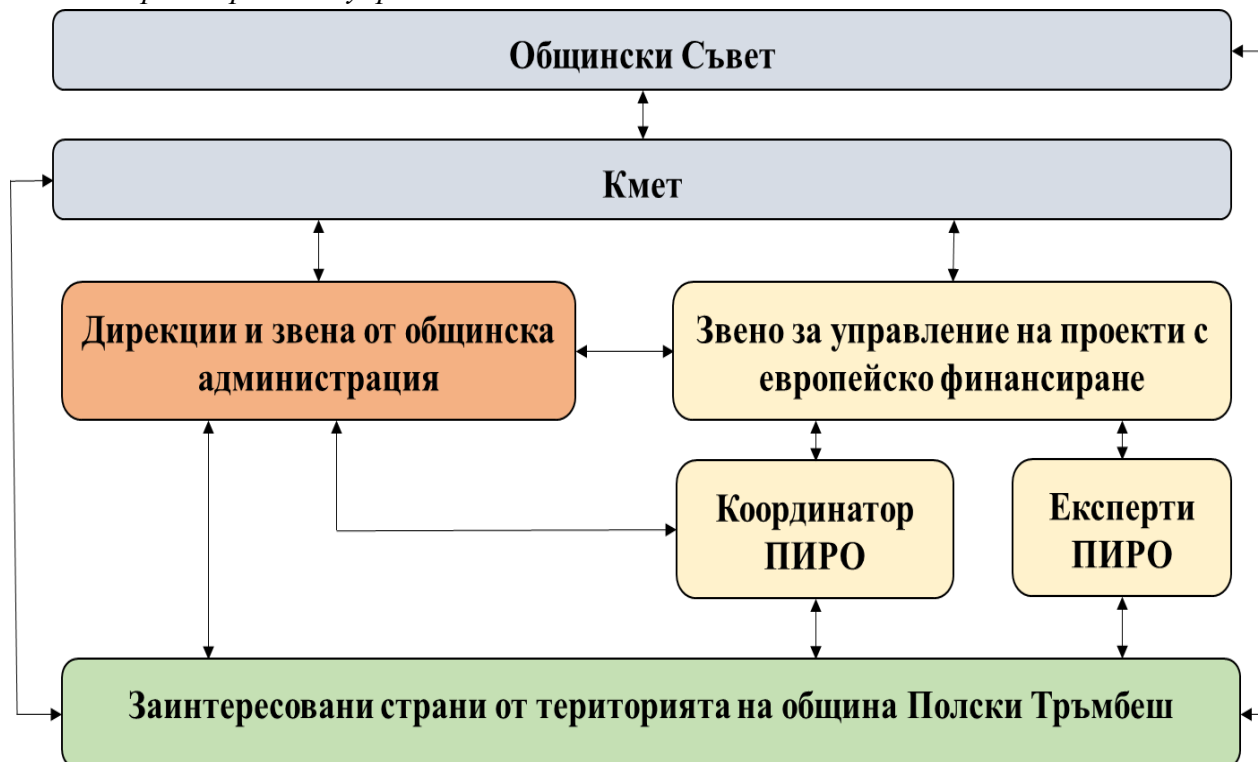 Общински Съвет
Кмет
Дирекции и звена от общинска
администрация
Звено за управление на проекти с
европейско финансиране
Координатор
ПИРО
Експерти
ПИРО
Заинтересовани страни от територията на община Полски Тръмбеш